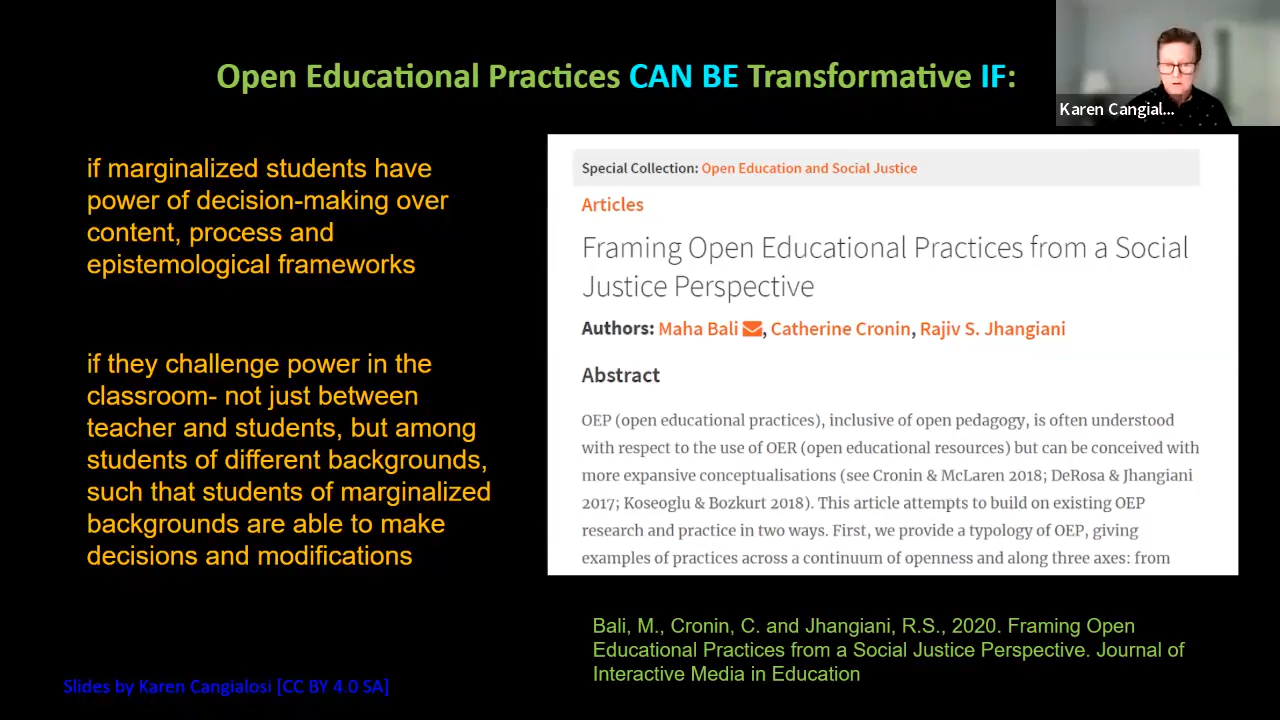 Open Educational Practices CAN BE Transformative IF:
Karen Cangial...
if marginalized students have
power of decision-making over
content, process and
epistemological frameworks
if they challenge power in the
classroom- not just between
teacher and students, but among
students of different backgrounds,
such that students of marginalized
backgrounds are able to make
decisions and modifications
Special Collection: Open Education and Social Justice
Articles
Framing Open Educational Practices from a Social
Justice Perspective
Authors: Maha Bali, Catherine Cronin, Rajiv S. Jhangiani
Abstract
OEP (open educational practices), inclusive of open pedagogy, is often understood
with respect to the use of OER (open educational resources) but can be conceived with
more expansive conceptualisations (see Cronin & McLaren 2018; DeRosa & Jhangiani
2017; Koseoglu & Bozkurt 2018). This article attempts to build on existing OEP
research and practice in two ways. First, we provide a typology of OEP, giving
examples of practices across a continuum of openness and along three axes: from
Bali, M., Cronin, C. and Jhangiani, R.S., 2020. Framing Open
Educational Practices from a Social Justice Perspective. Journal of
Interactive Media in Education
Slides by Karen Cangialosi [CC BY 4.0 SA]